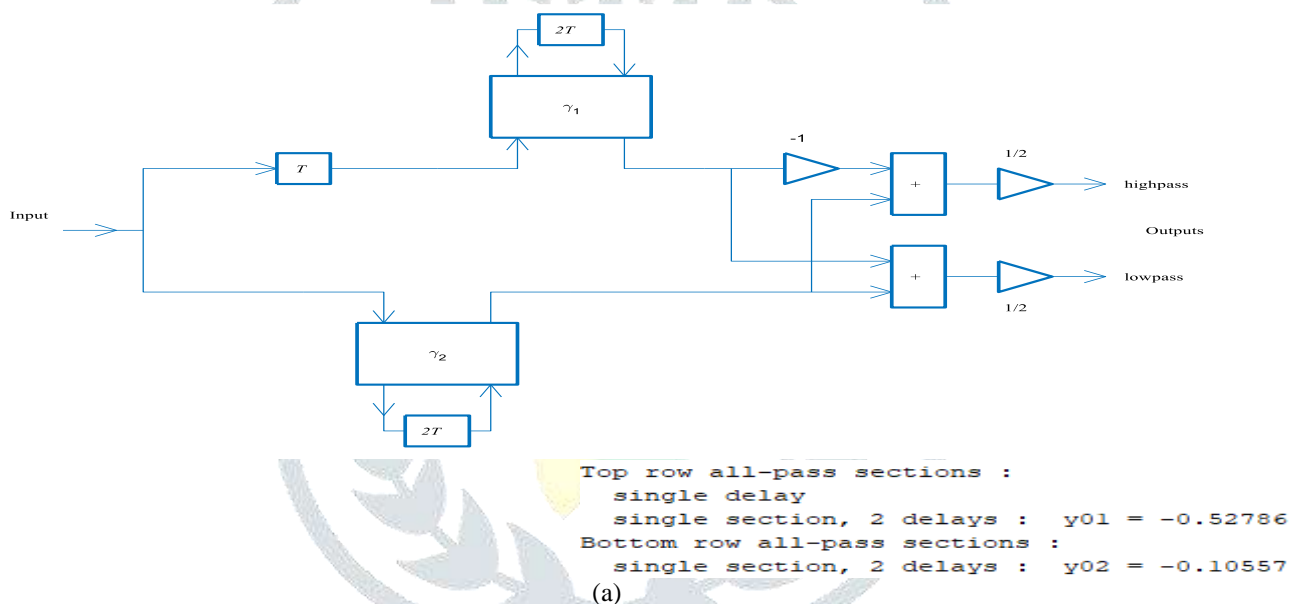 2T
γ1
-1
T
1/2
+
highpass
Input
Outputs
+
lowpass
1/2
γ2
2T
Top row all-pass sections :
single delay
single section, 2 delays : y01 = -0.52786
Bottom row all-pass sections :
single section, 2 delays : y02 = -0.10557
(a)